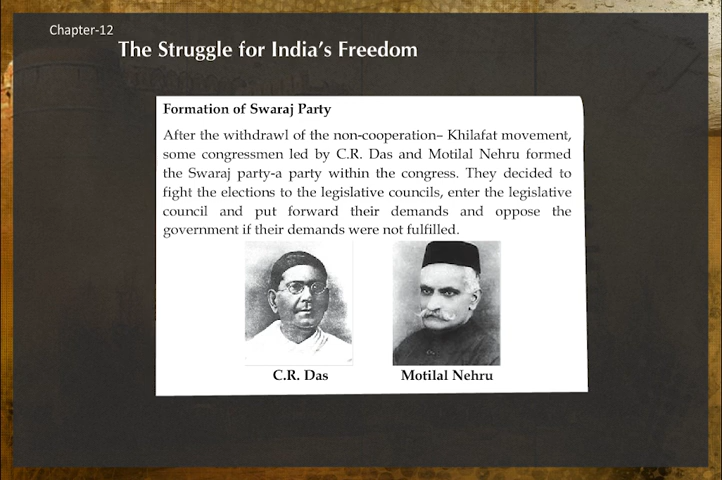 Chapter-12
The Struggle for India's Freedom
Formation of Swaraj Party
After the withdrawl of the non-cooperation– Khilafat movement,
some congressmen led by C.R. Das and Motilal Nehru formed
the Swaraj party-a party within the congress. They decided to
fight the elections to the legislative councils, enter the legislative
council and put forward their demands and oppose the
government if their demands were not fulfilled.
C.R. Das
Motilal Nehru